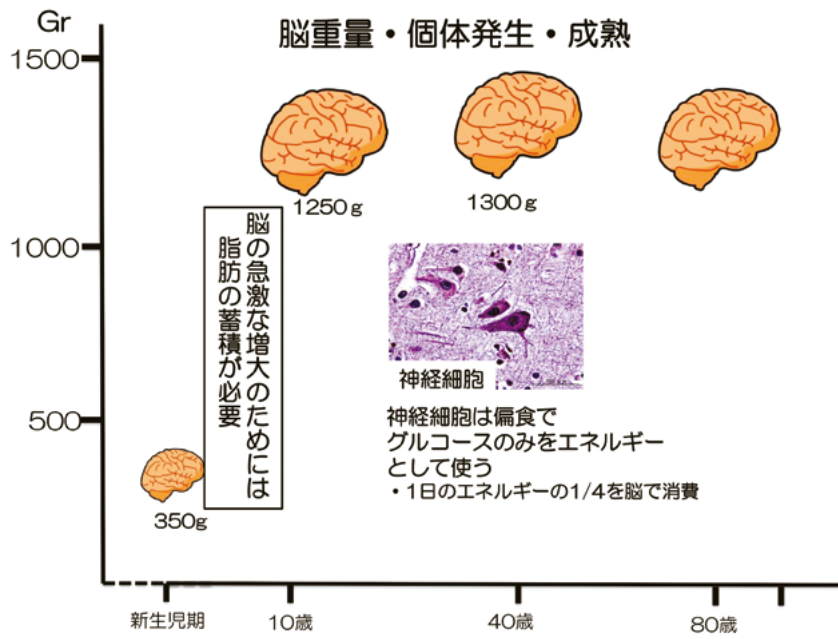 Gr
脳重量・個体発生・成熟
1500
1000
500
1250g
1300g
350g
脳の急激な増大のためには
脂肪の蓄積が必要
神経細胞
神経細胞は偏食で
グルコースのみをエネルギー
として使う
・1日のエネルギーの1/4を脳で消費
新生児期
10歳
40歳
80歳